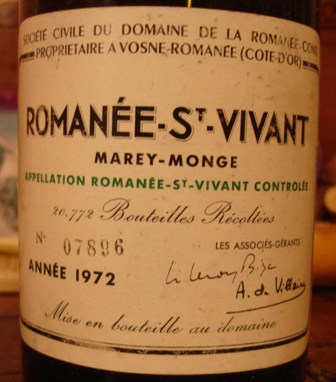 SOCIÉTÉ CIVILE DU DOMAINE DE LA ROMANÉE-CONTI
PROPRIÉTAIRE A VOSNE-ROMANÉE (COTE-D'OR)
ROMANÉE-ST-VIVANT
MAREY-MONGE
APPELLATION ROMANÉE-ST-VIVANT CONTROLÉE
20.772 Bouteilles Récoltées
N° 07896
LES ASSOCIÉS-GÉRANTS
ANNÉE 1972
A. de Villaine
Mise en bouteille au domaine